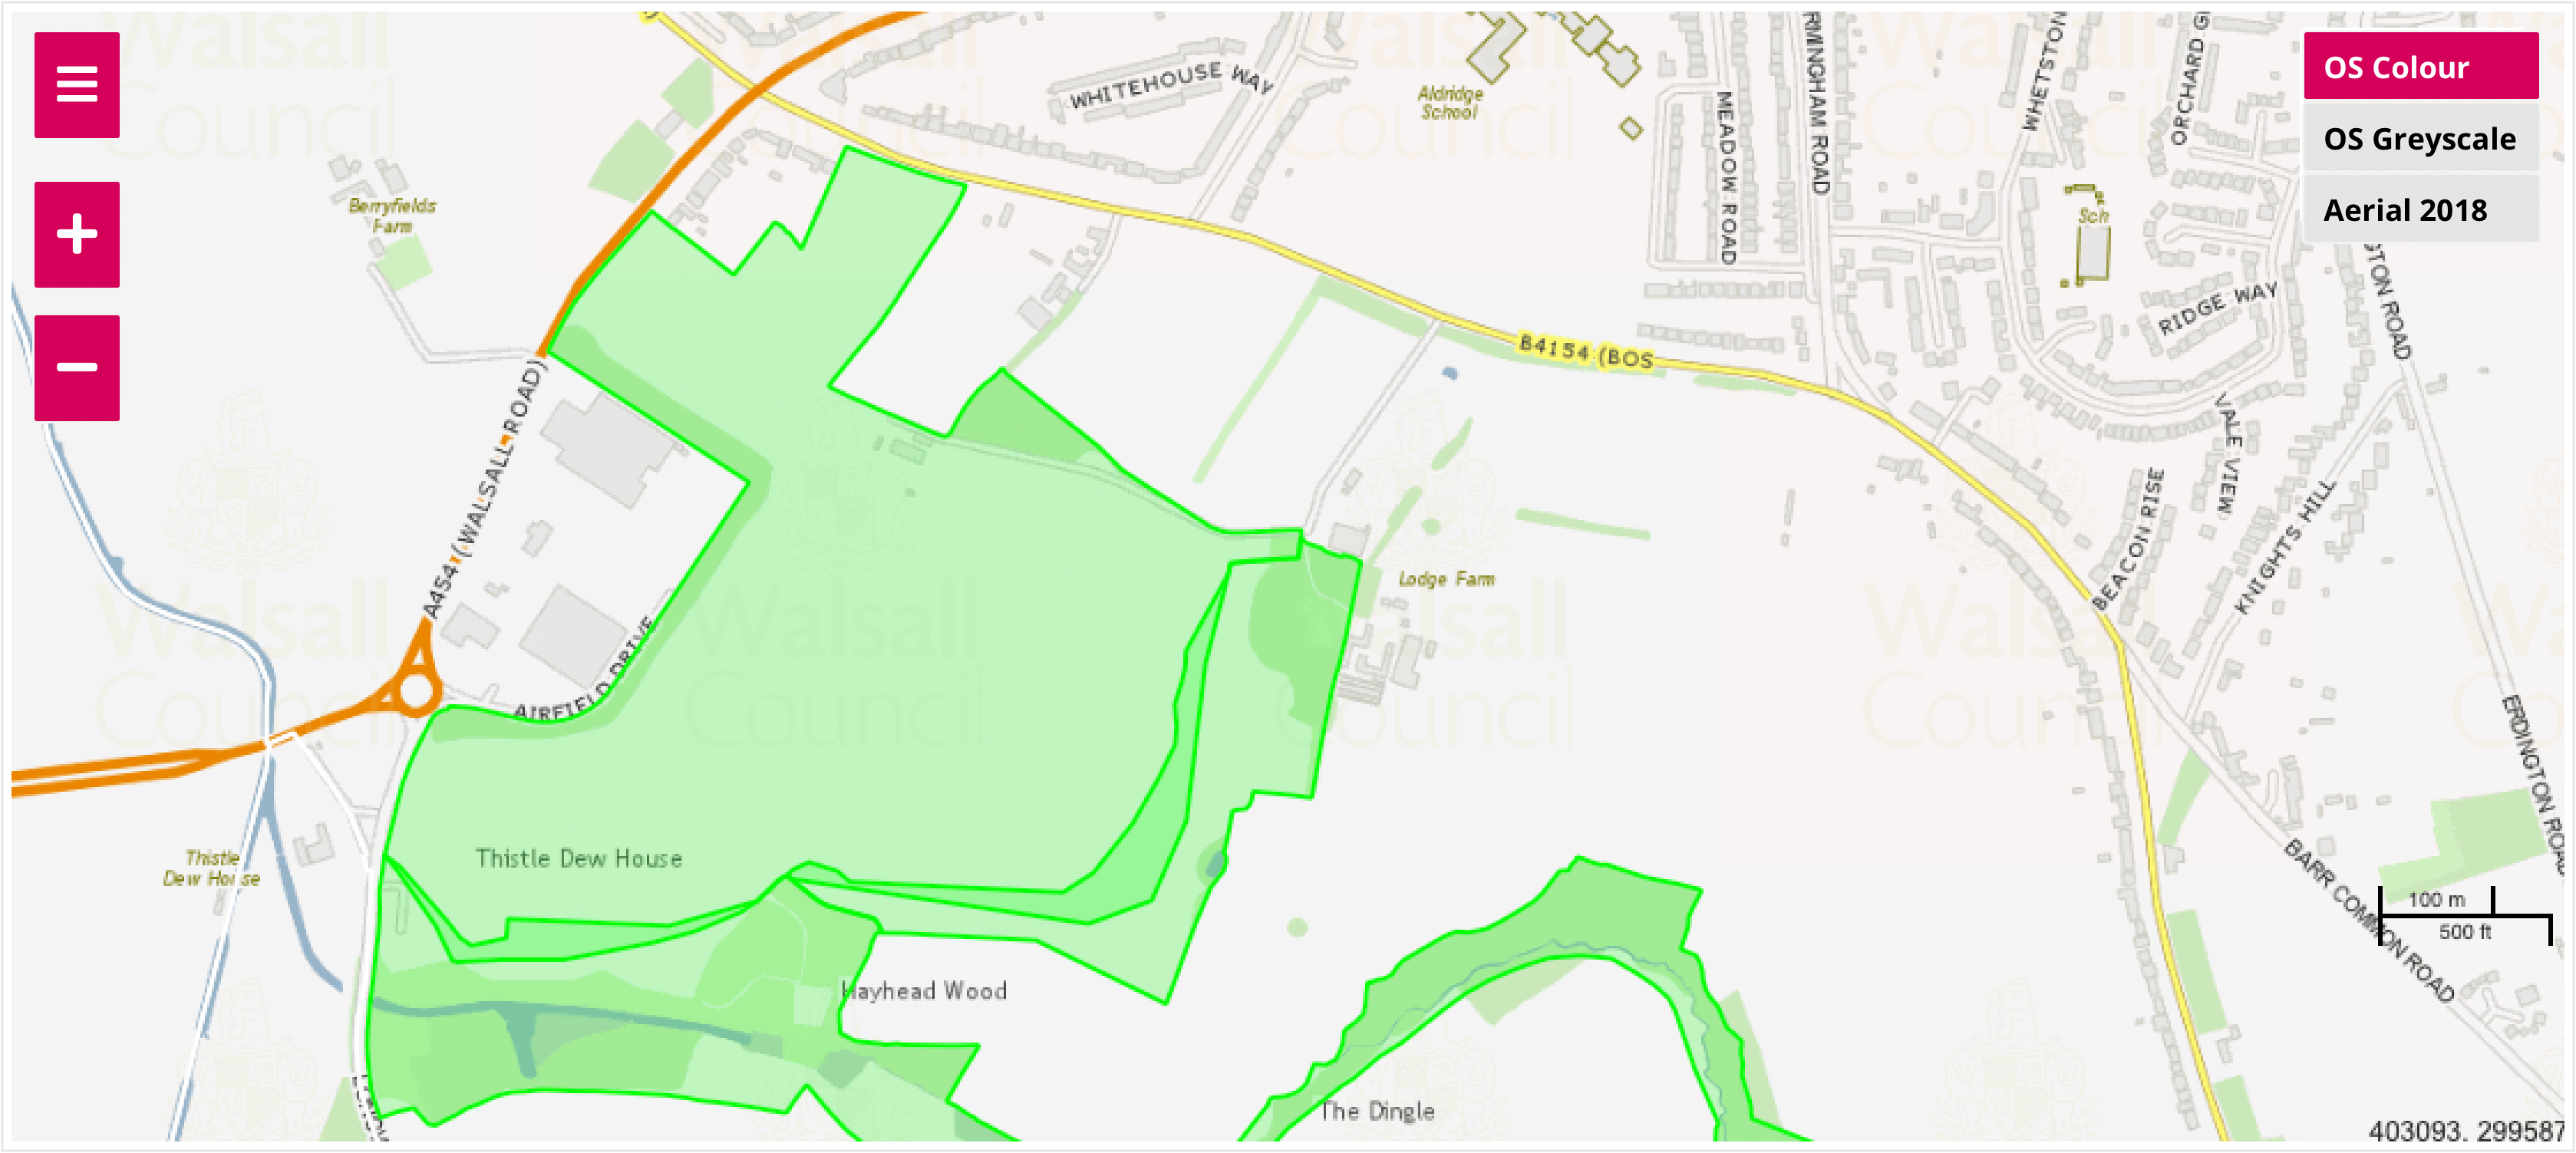 OS Colour
OS Greyscale
Aerial 2018
WHITEHOUSE WAY
Aldridge
School
MEADOW ROAD
RMINGHAM ROAD
WHETSTON
ORCHARD G
Sch
RIDGE WAY
GTON ROAD
Berryfields
Farm
B4154 (BOS
A454 (WALSALL ROAD)
VALE VIEW
BEACON RISE
KNIGHTS HILL
Lodge Farm
AIRFIELD DRIVE
ERDINGTON ROAD
Thistle Dew House
Thistle
Dew House
BARR COMMON ROAD
100 m
500 ft
Hayhead Wood
The Dingle
403093, 299587
Walsall
Council